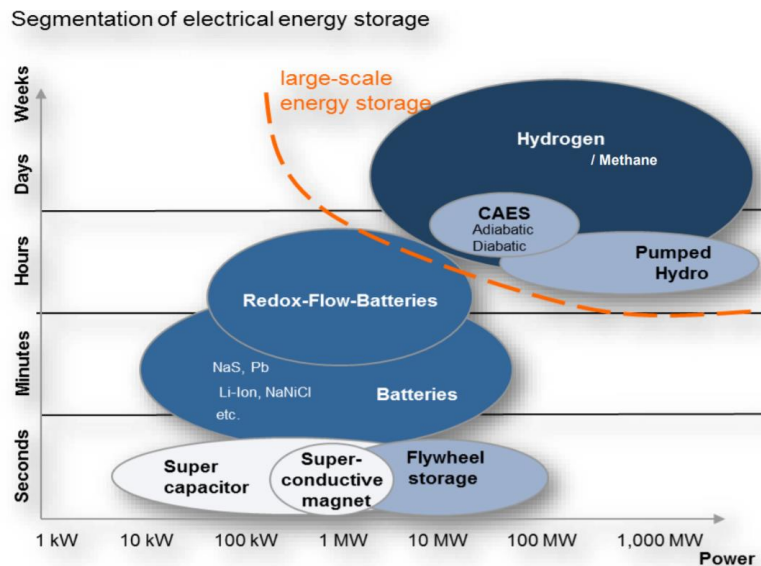 Segmentation of electrical energy storage
large-scale
energy storage
Weeks
Days
Hours
Minutes
Seconds
Hydrogen
/ Methane
CAES
Adiabatic
Diabatic
Pumped
Hydro
Redox-Flow-Batteries
NaS, Pb
Li-Ion, NaNiCl
etc.
Batteries
Super
capacitor
Super-
conductive
magnet
Flywheel
storage
1 kW 10 kW 100 kW 1 MW 10 MW 100 MW 1,000 MW
Power